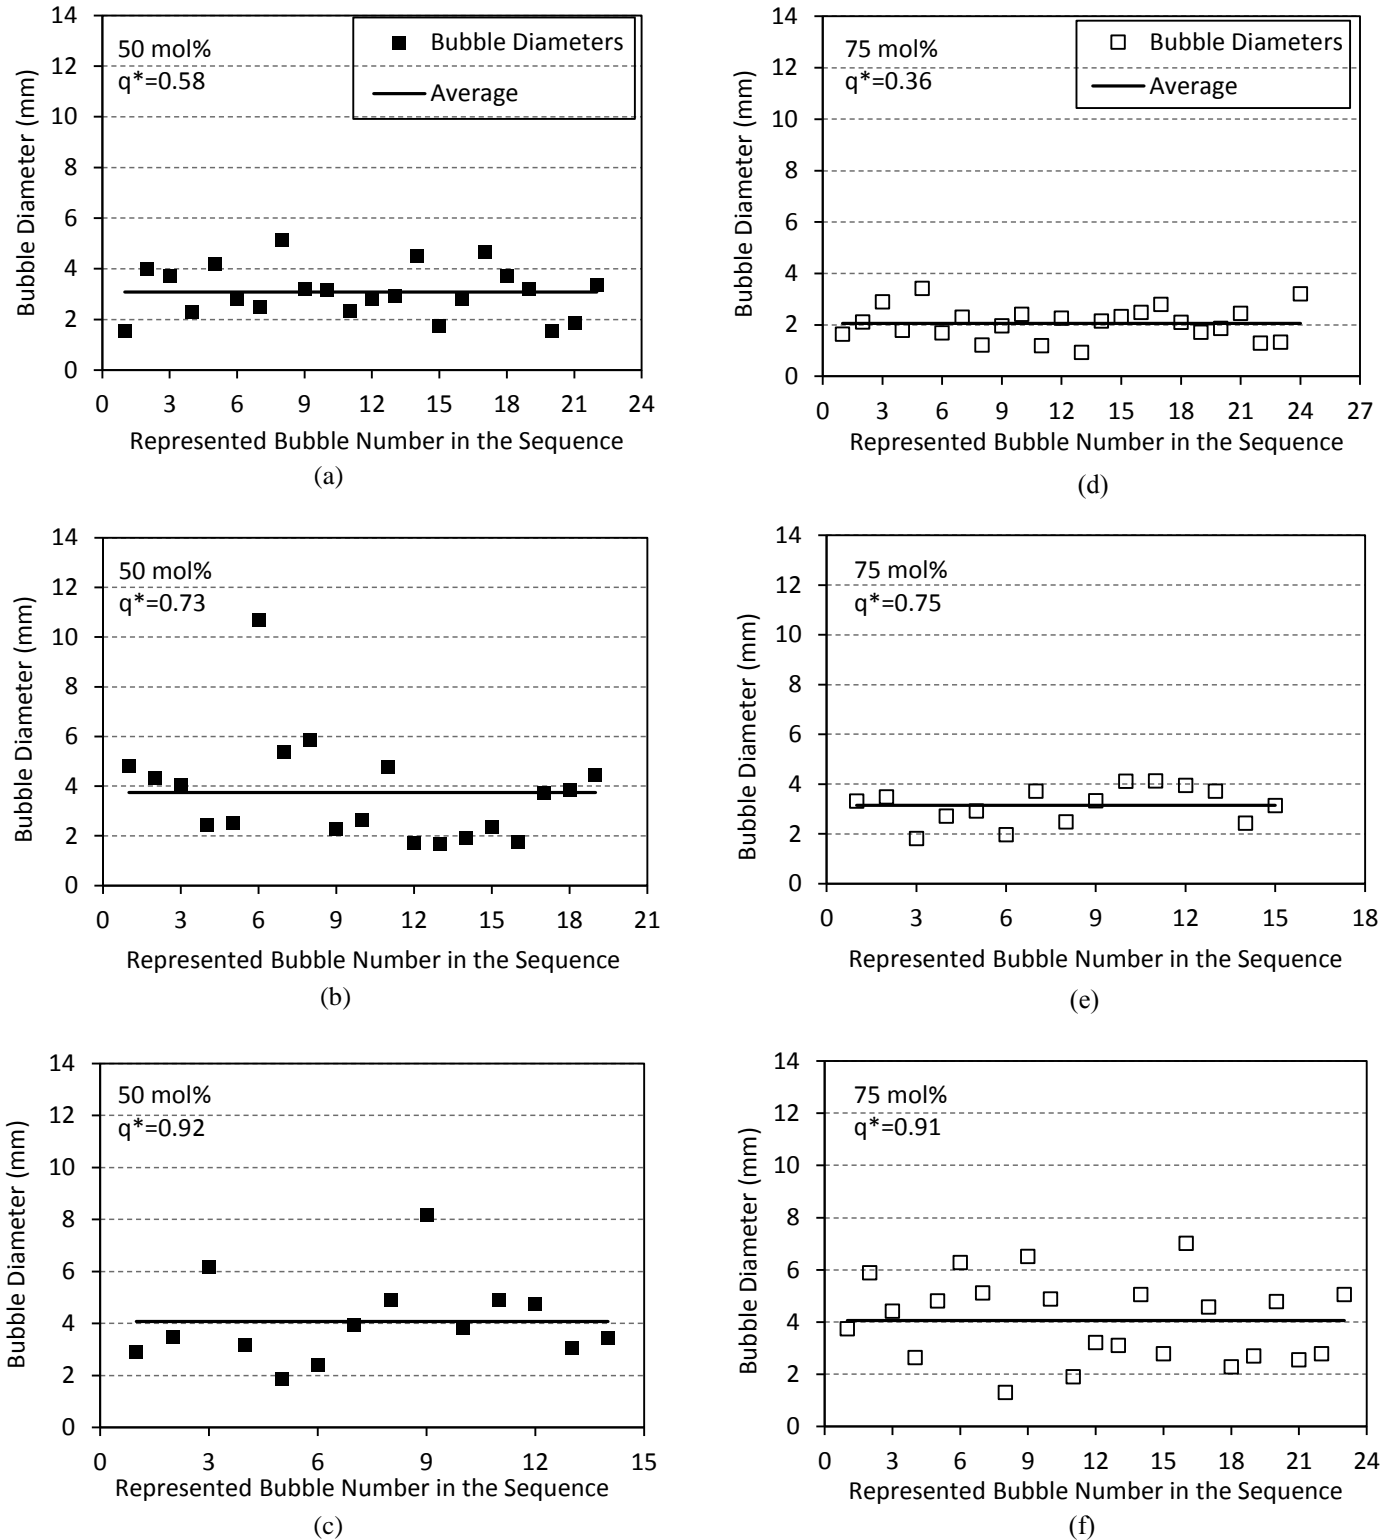 14
12
10
8
6
4
2
0
Bubble Diameter (mm)
50 mol%
q*=0.58
Bubble Diameters
Average
0 3 6 9 12 15 18 21 24
Represented Bubble Number in the Sequence
(a)
14
12
10
8
6
4
2
0
Bubble Diameter (mm)
75 mol%
q*=0.36
Bubble Diameters
Average
0 3 6 9 12 15 18 21 24 27
Represented Bubble Number in the Sequence
(d)
14
12
10
8
6
4
2
0
Bubble Diameter (mm)
50 mol%
q*=0.73
0 3 6 9 12 15 18 21
Represented Bubble Number in the Sequence
(b)
14
12
10
8
6
4
2
0
Bubble Diameter (mm)
75 mol%
q*=0.75
0 3 6 9 12 15 18
Represented Bubble Number in the Sequence
(e)
14
12
10
8
6
4
2
0
Bubble Diameter (mm)
50 mol%
q*=0.92
0 3 6 9 12 15
Represented Bubble Number in the Sequence
(c)
14
12
10
8
6
4
2
0
Bubble Diameter (mm)
75 mol%
q*=0.91
0 3 6 9 12 15 18 21 24
Represented Bubble Number in the Sequence
(f)